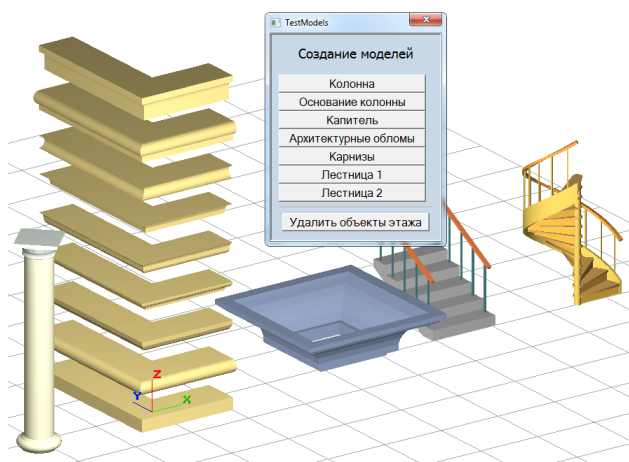 TestModels
Создание моделей
Колонна
Основание колонны
Капитель
Архитектурные обломы
Карнизы
Лестница 1
Лестница 2
Удалить объекты этажа
Z
Y
X